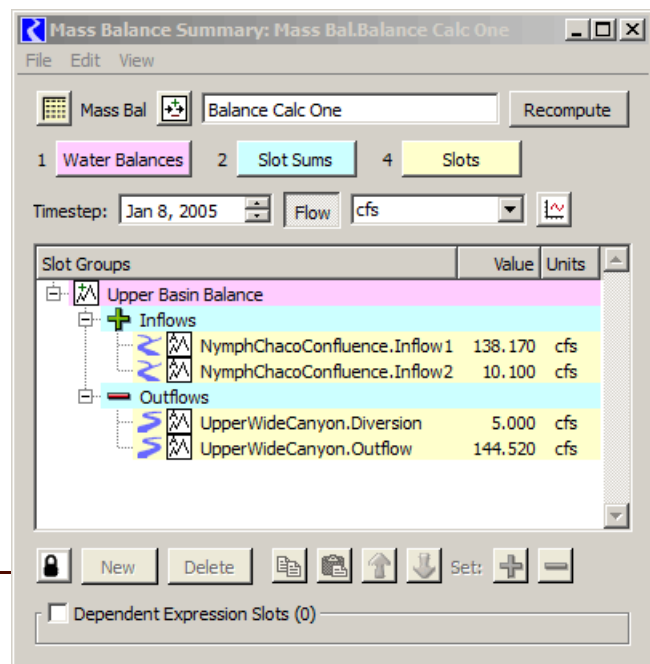 Mass Balance Summary: Mass Bal.Balance Calc One
File Edit View
Mass Bal Balance Calc One Recompute
1 Water Balances 2 Slot Sums 4 Slots
Timestep: Jan 8, 2005 Flow cfs
Slot Groups Value Units
Upper Basin Balance
Inflows
NymphChacoConfluence.Inflow1 138.170 cfs
NymphChacoConfluence.Inflow2 10.100 cfs
Outflows
UpperWideCanyon.Diversion 5.000 cfs
UpperWideCanyon.Outflow 144.520 cfs
New Delete Set:
Dependent Expression Slots (0)